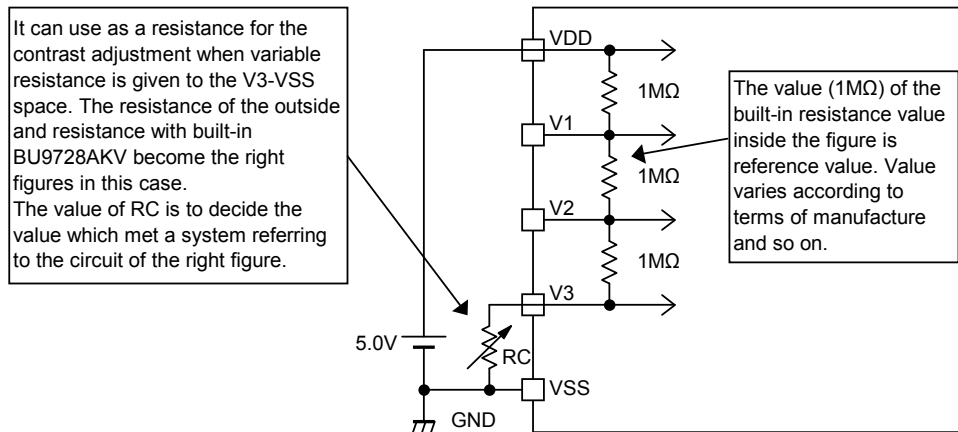 It can use as a resistance for the
contrast adjustment when variable
resistance is given to the V3-VSS
space. The resistance of the outside
and resistance with built-in
BU9728AKV become the right
figures in this case.
The value of RC is to decide the
value which met a system referring
to the circuit of the right figure.
VDD
1MΩ
V1
1MΩ
V2
1MΩ
V3
5.0V
RC
VSS
GND
The value (1MΩ) of the
built-in resistance value
inside the figure is
reference value. Value
varies according to
terms of manufacture
and so on.